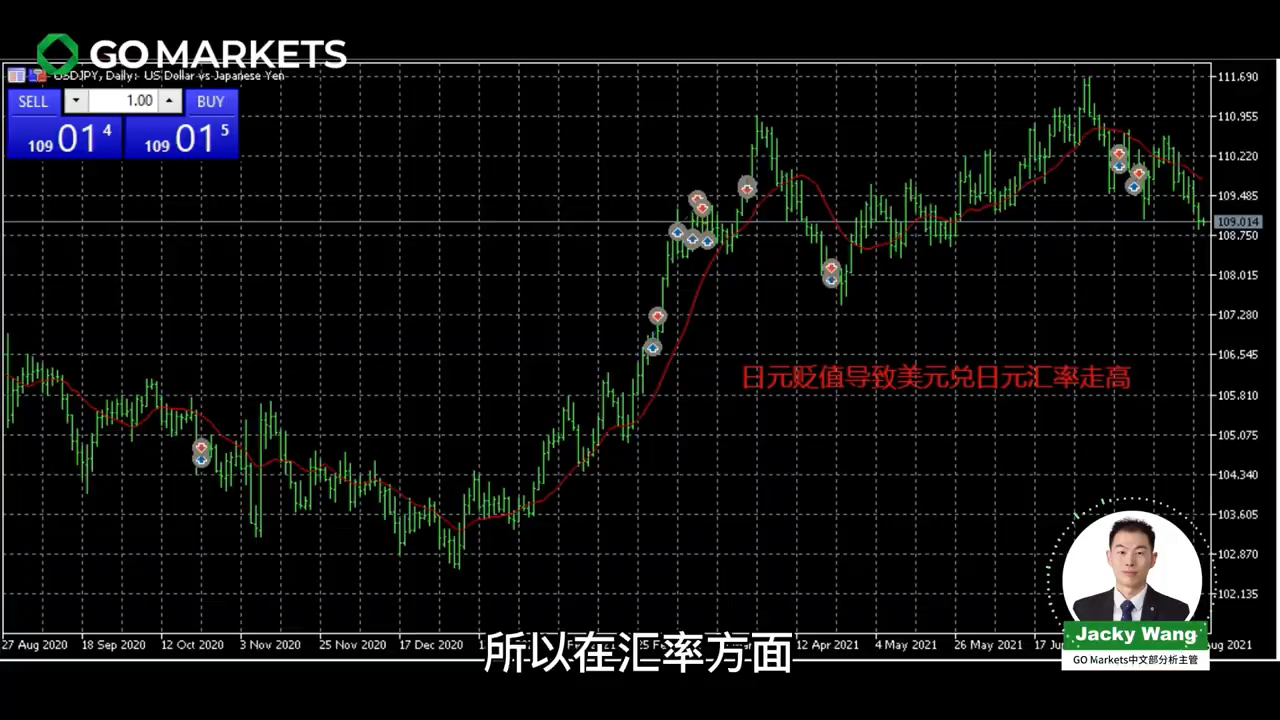 GO MARKETS
USDJPY, Daily: US Dollar vs Japanese Yen
SELL
1.00
BUY
109 01 4
109 01 5
111.690
110.955
110.220
109.485
109.014
108.750
108.015
107.280
106.545
105.810
105.075
104.340
103.605
102.870
102.135
日元贬值导致美元兑日元汇率走高
27 Aug 2020
18 Sep 2020
12 Oct 2020
3 Nov 2020
25 Nov 2020
17 Dec 2020
12 Apr 2021
4 May 2021
26 May 2021
所以在汇率方面
Jacky Wang
GO Markets中文部分析主管